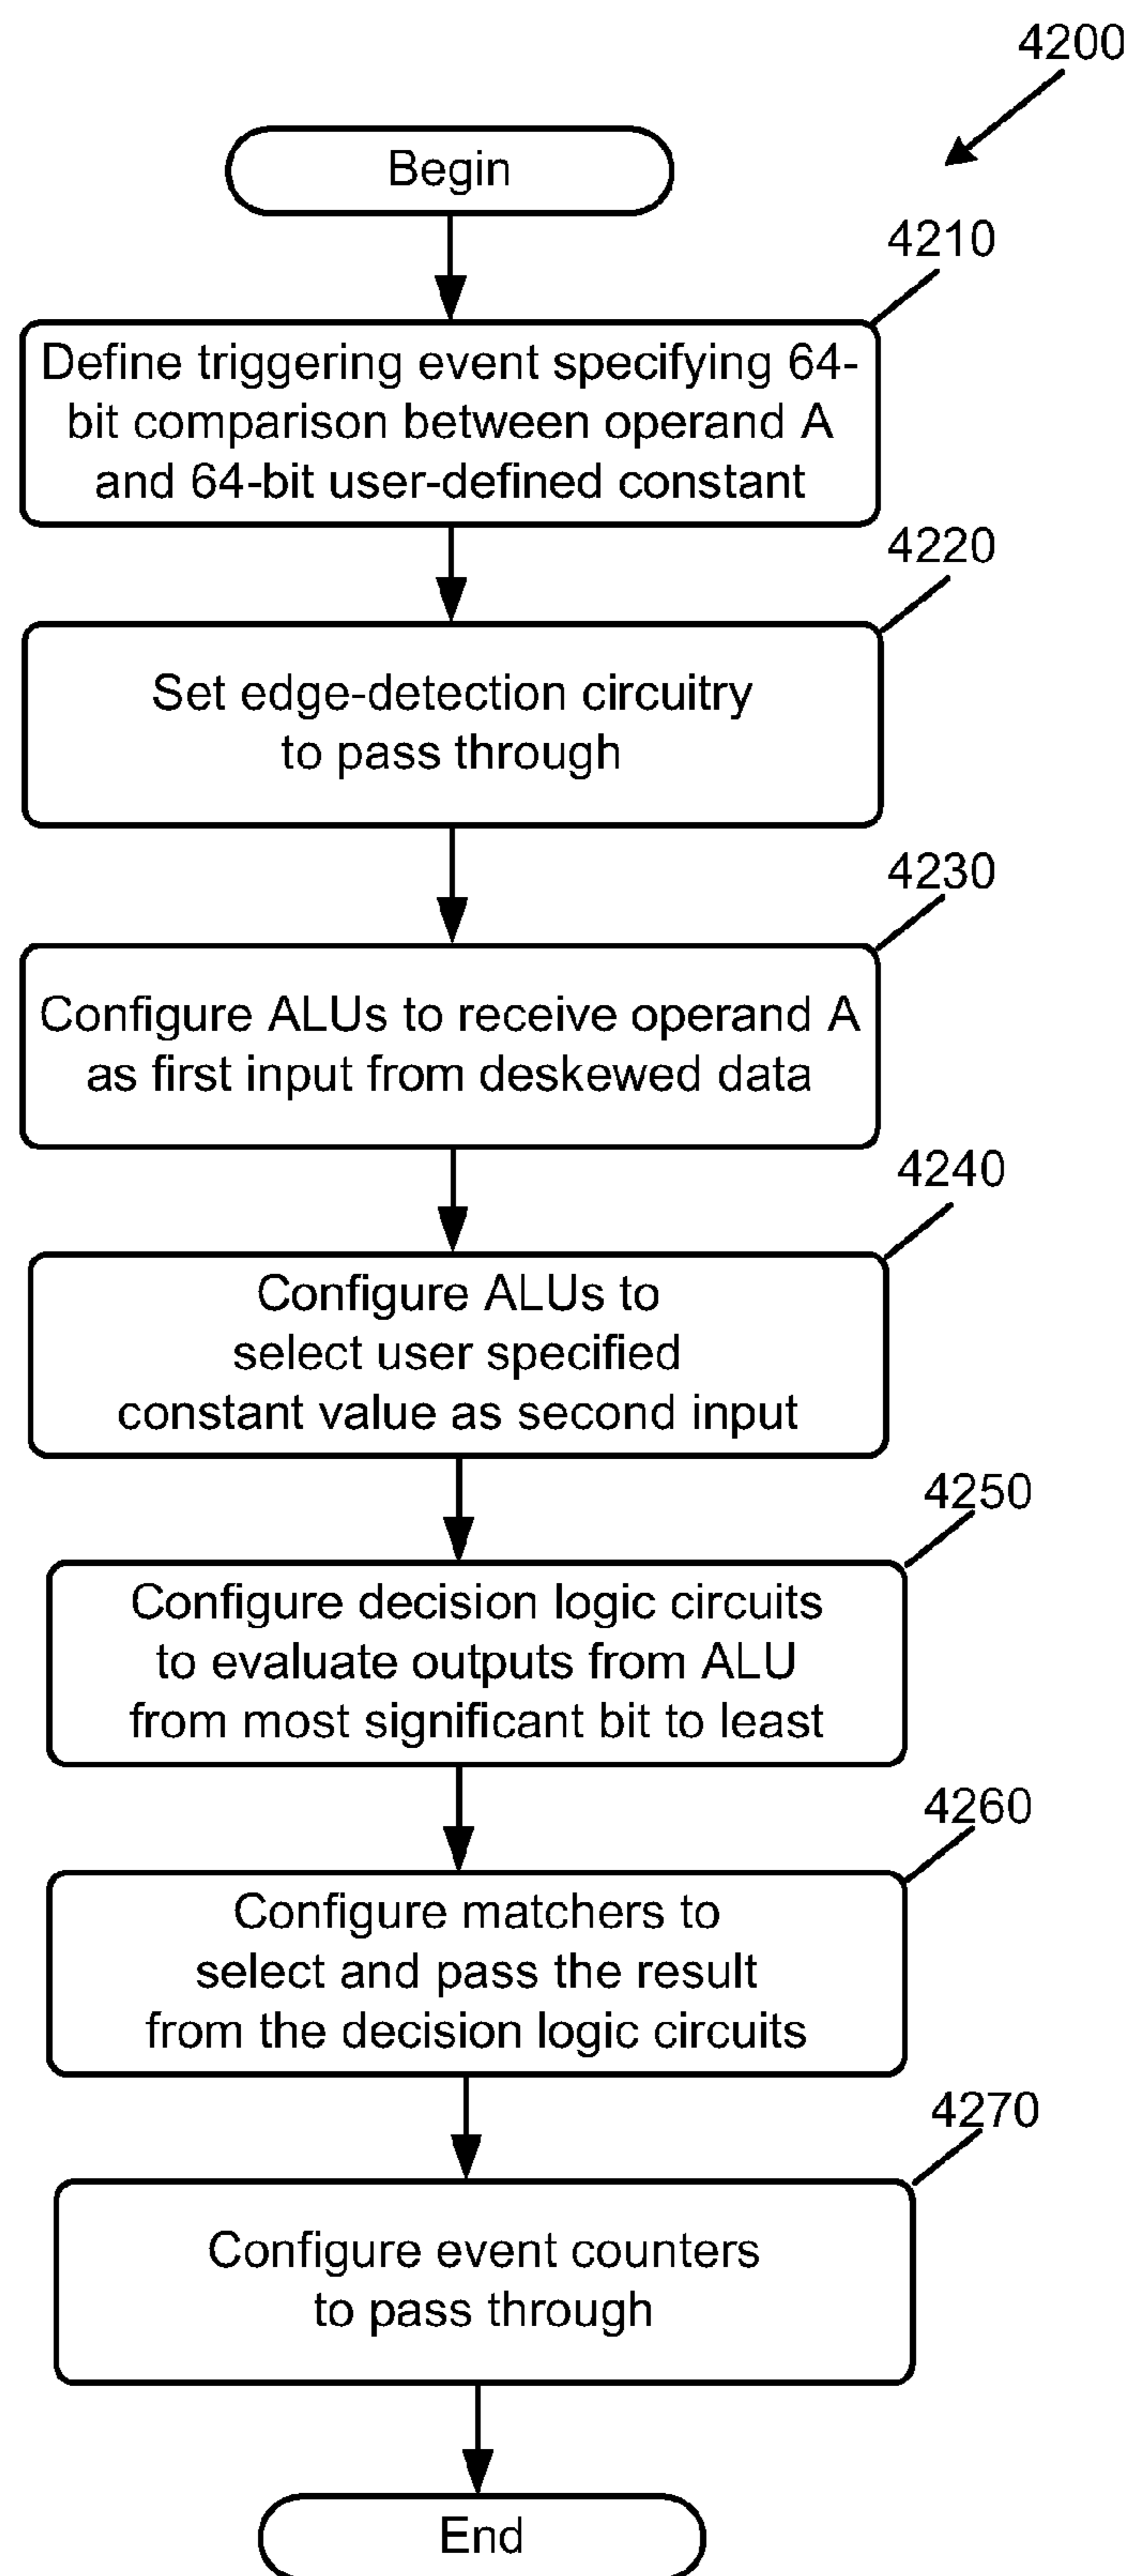 4200
Begin
4210
Define triggering event specifying 64-
bit comparison between operand A
and 64-bit user-defined constant
4220
Set edge-detection circuitry
to pass through
4230
Configure ALUs to receive operand A
as first input from deskewed data
4240
Configure ALUs to
select user specified
constant value as second input
4250
Configure decision logic circuits
to evaluate outputs from ALU
from most significant bit to least
4260
Configure matchers to
select and pass the result
from the decision logic circuits
4270
Configure event counters
to pass through
End